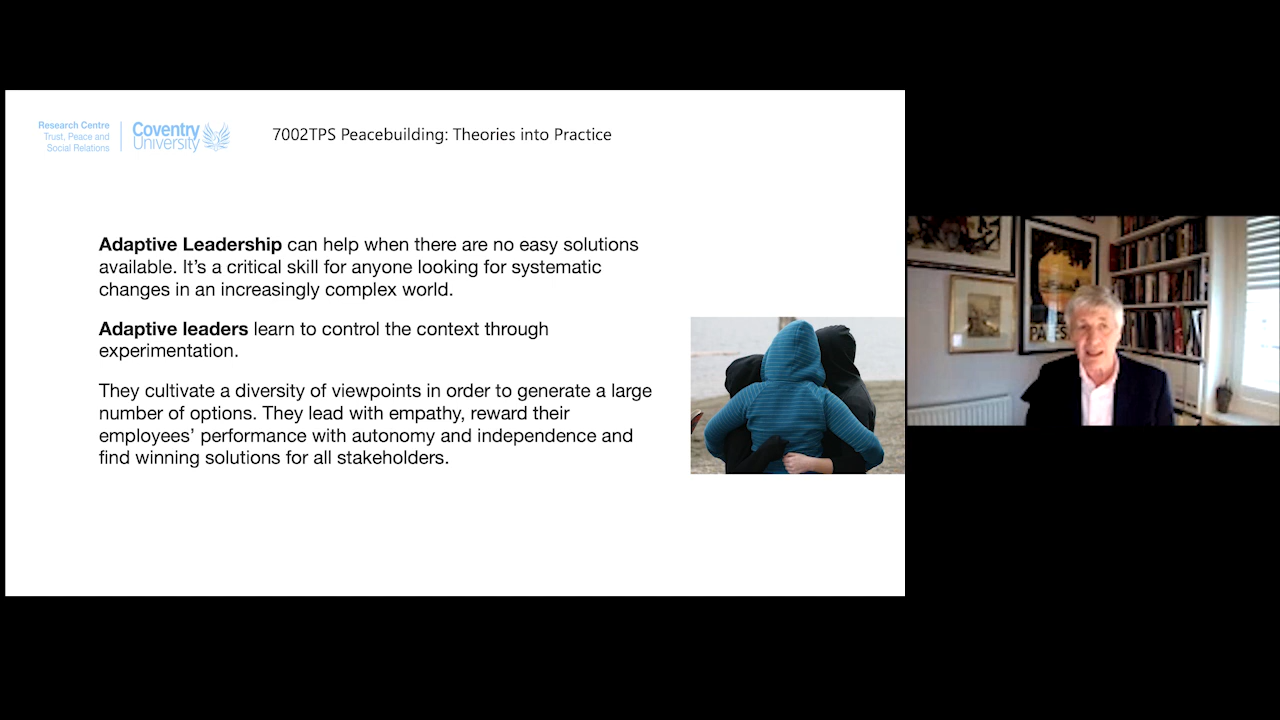 Research Centre
Trust, Peace and
Social Relations
Coventry
University
7002TPS Peacebuilding: Theories into Practice
Adaptive Leadership can help when there are no easy solutions
available. It’s a critical skill for anyone looking for systematic
changes in an increasingly complex world.
Adaptive leaders learn to control the context through
experimentation.
They cultivate a diversity of viewpoints in order to generate a large
number of options. They lead with empathy, reward their
employees’ performance with autonomy and independence and
find winning solutions for all stakeholders.